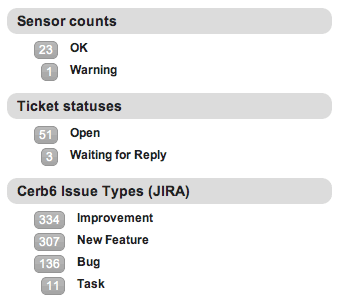 Sensor counts
23 OK
1 Warning
Ticket statuses
51 Open
3 Waiting for Reply
Cerb6 Issue Types (JIRA)
334 Improvement
307 New Feature
136 Bug
11 Task